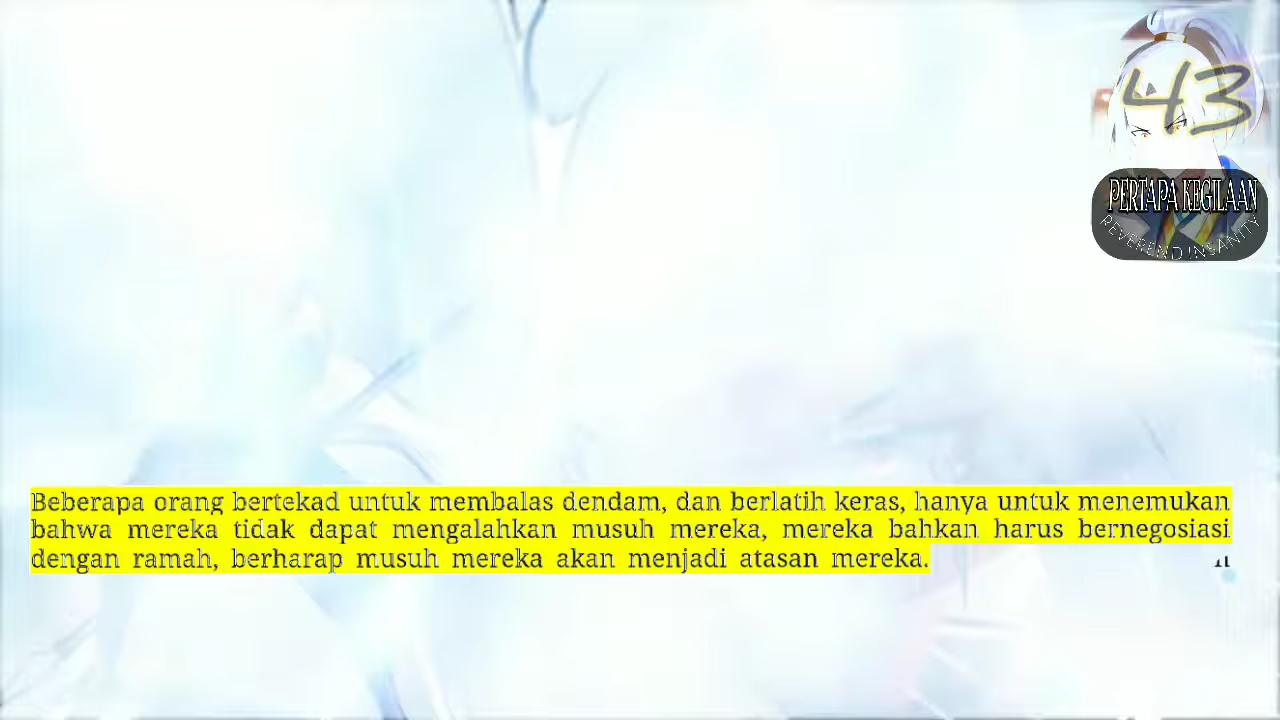 43
PERTAPA KEGILAAN
REVEREND INSANITY
Beberapa orang bertekad untuk membalas dendam, dan berlatih keras, hanya untuk menemukan
bahwa mereka tidak dapat mengalahkan musuh mereka, mereka bahkan harus bernegosiasi
dengan ramah, berharap musuh mereka akan menjadi atasan mereka.